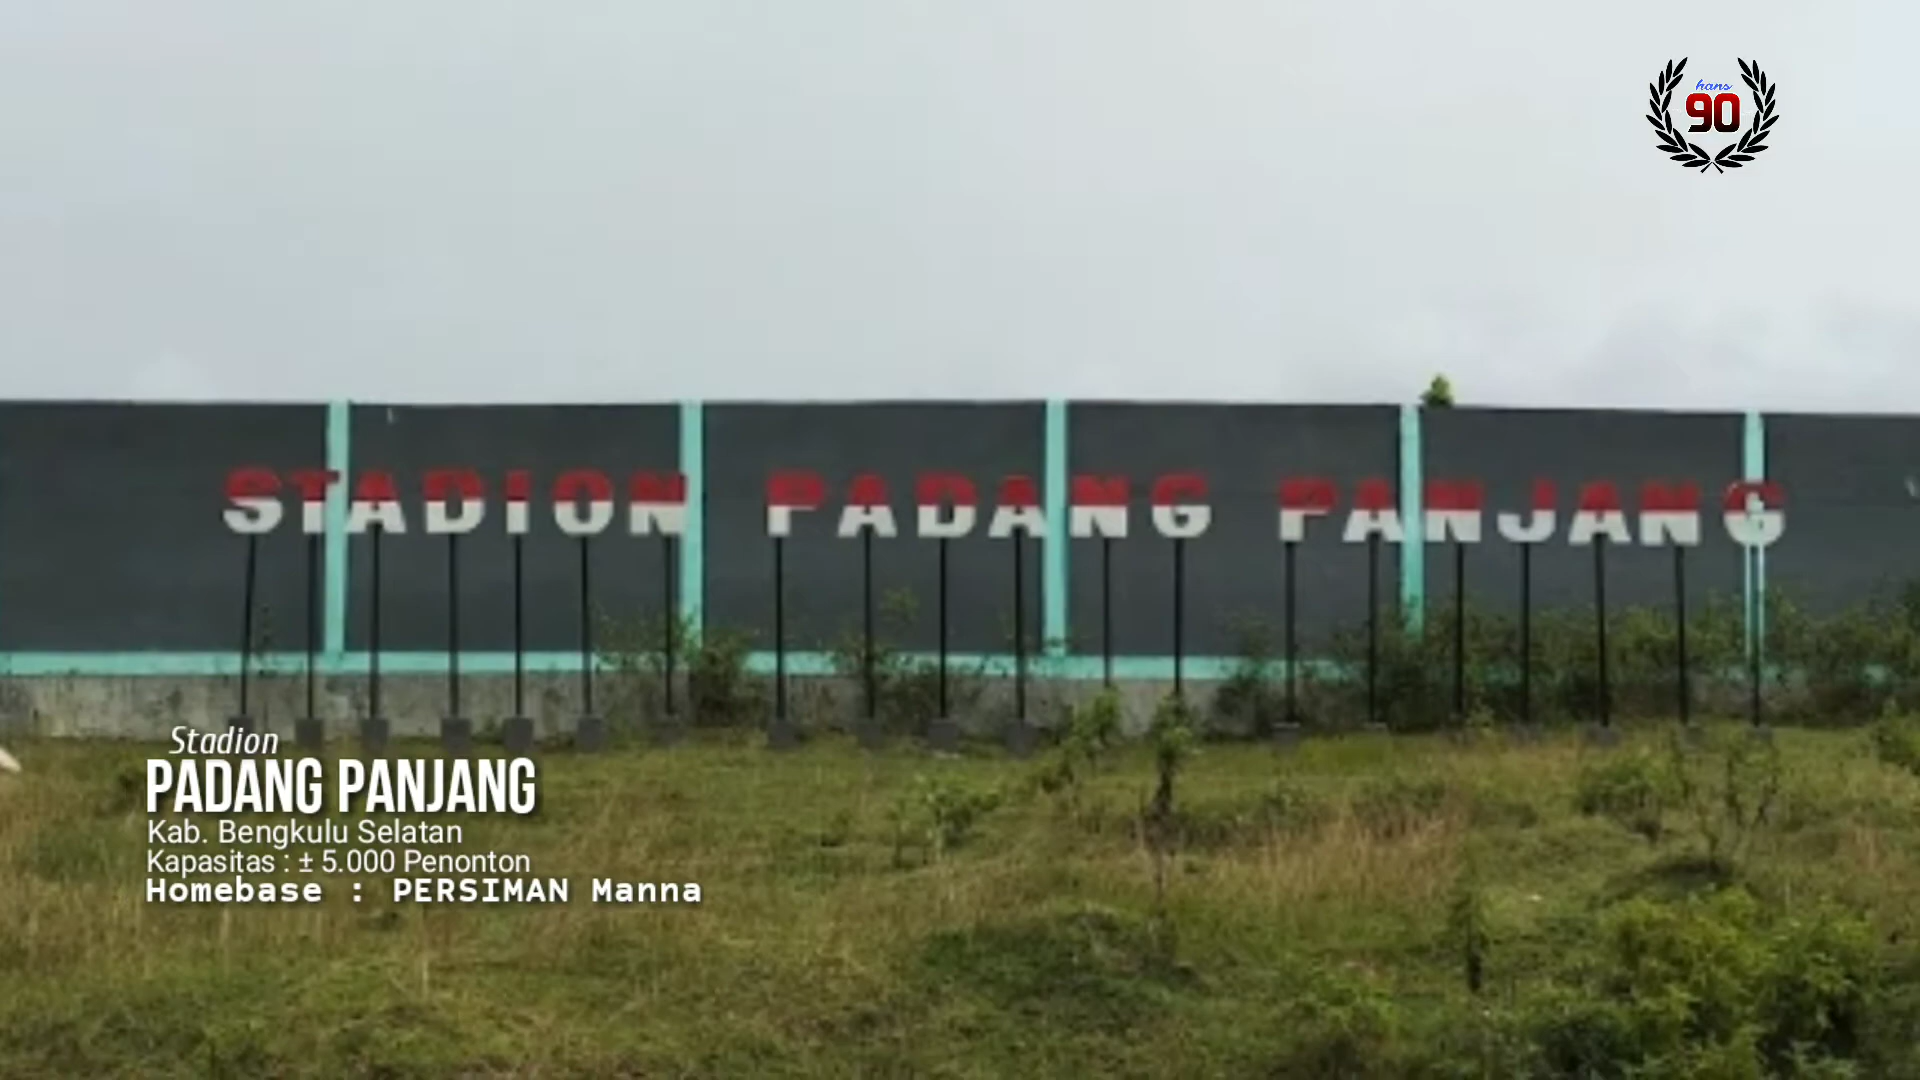 hans
90
STADION PADANG PANJANG
Stadion
PADANG PANJANG
Kab. Bengkulu Selatan
Kapasitas : ± 5.000 Penonton
Homebase : PERSIMAN Manna